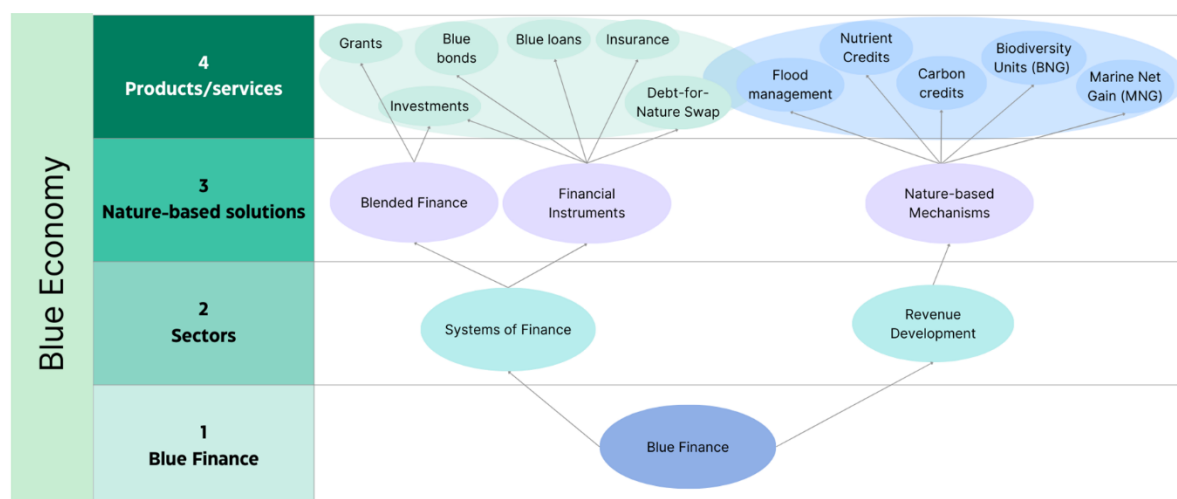 Blue Economy
4
Products/services
Grants
Blue
bonds
Blue loans
Insurance
Investments
Debt-for-
Nature Swap
Flood
management
Nutrient
Credits
Carbon
credits
Biodiversity
Units (BNG)
Marine Net
Gain (MNG)
3
Nature-based solutions
Blended Finance
Financial
Instruments
Nature-based
Mechanisms
2
Sectors
Systems of Finance
Revenue
Development
1
Blue Finance
Blue Finance